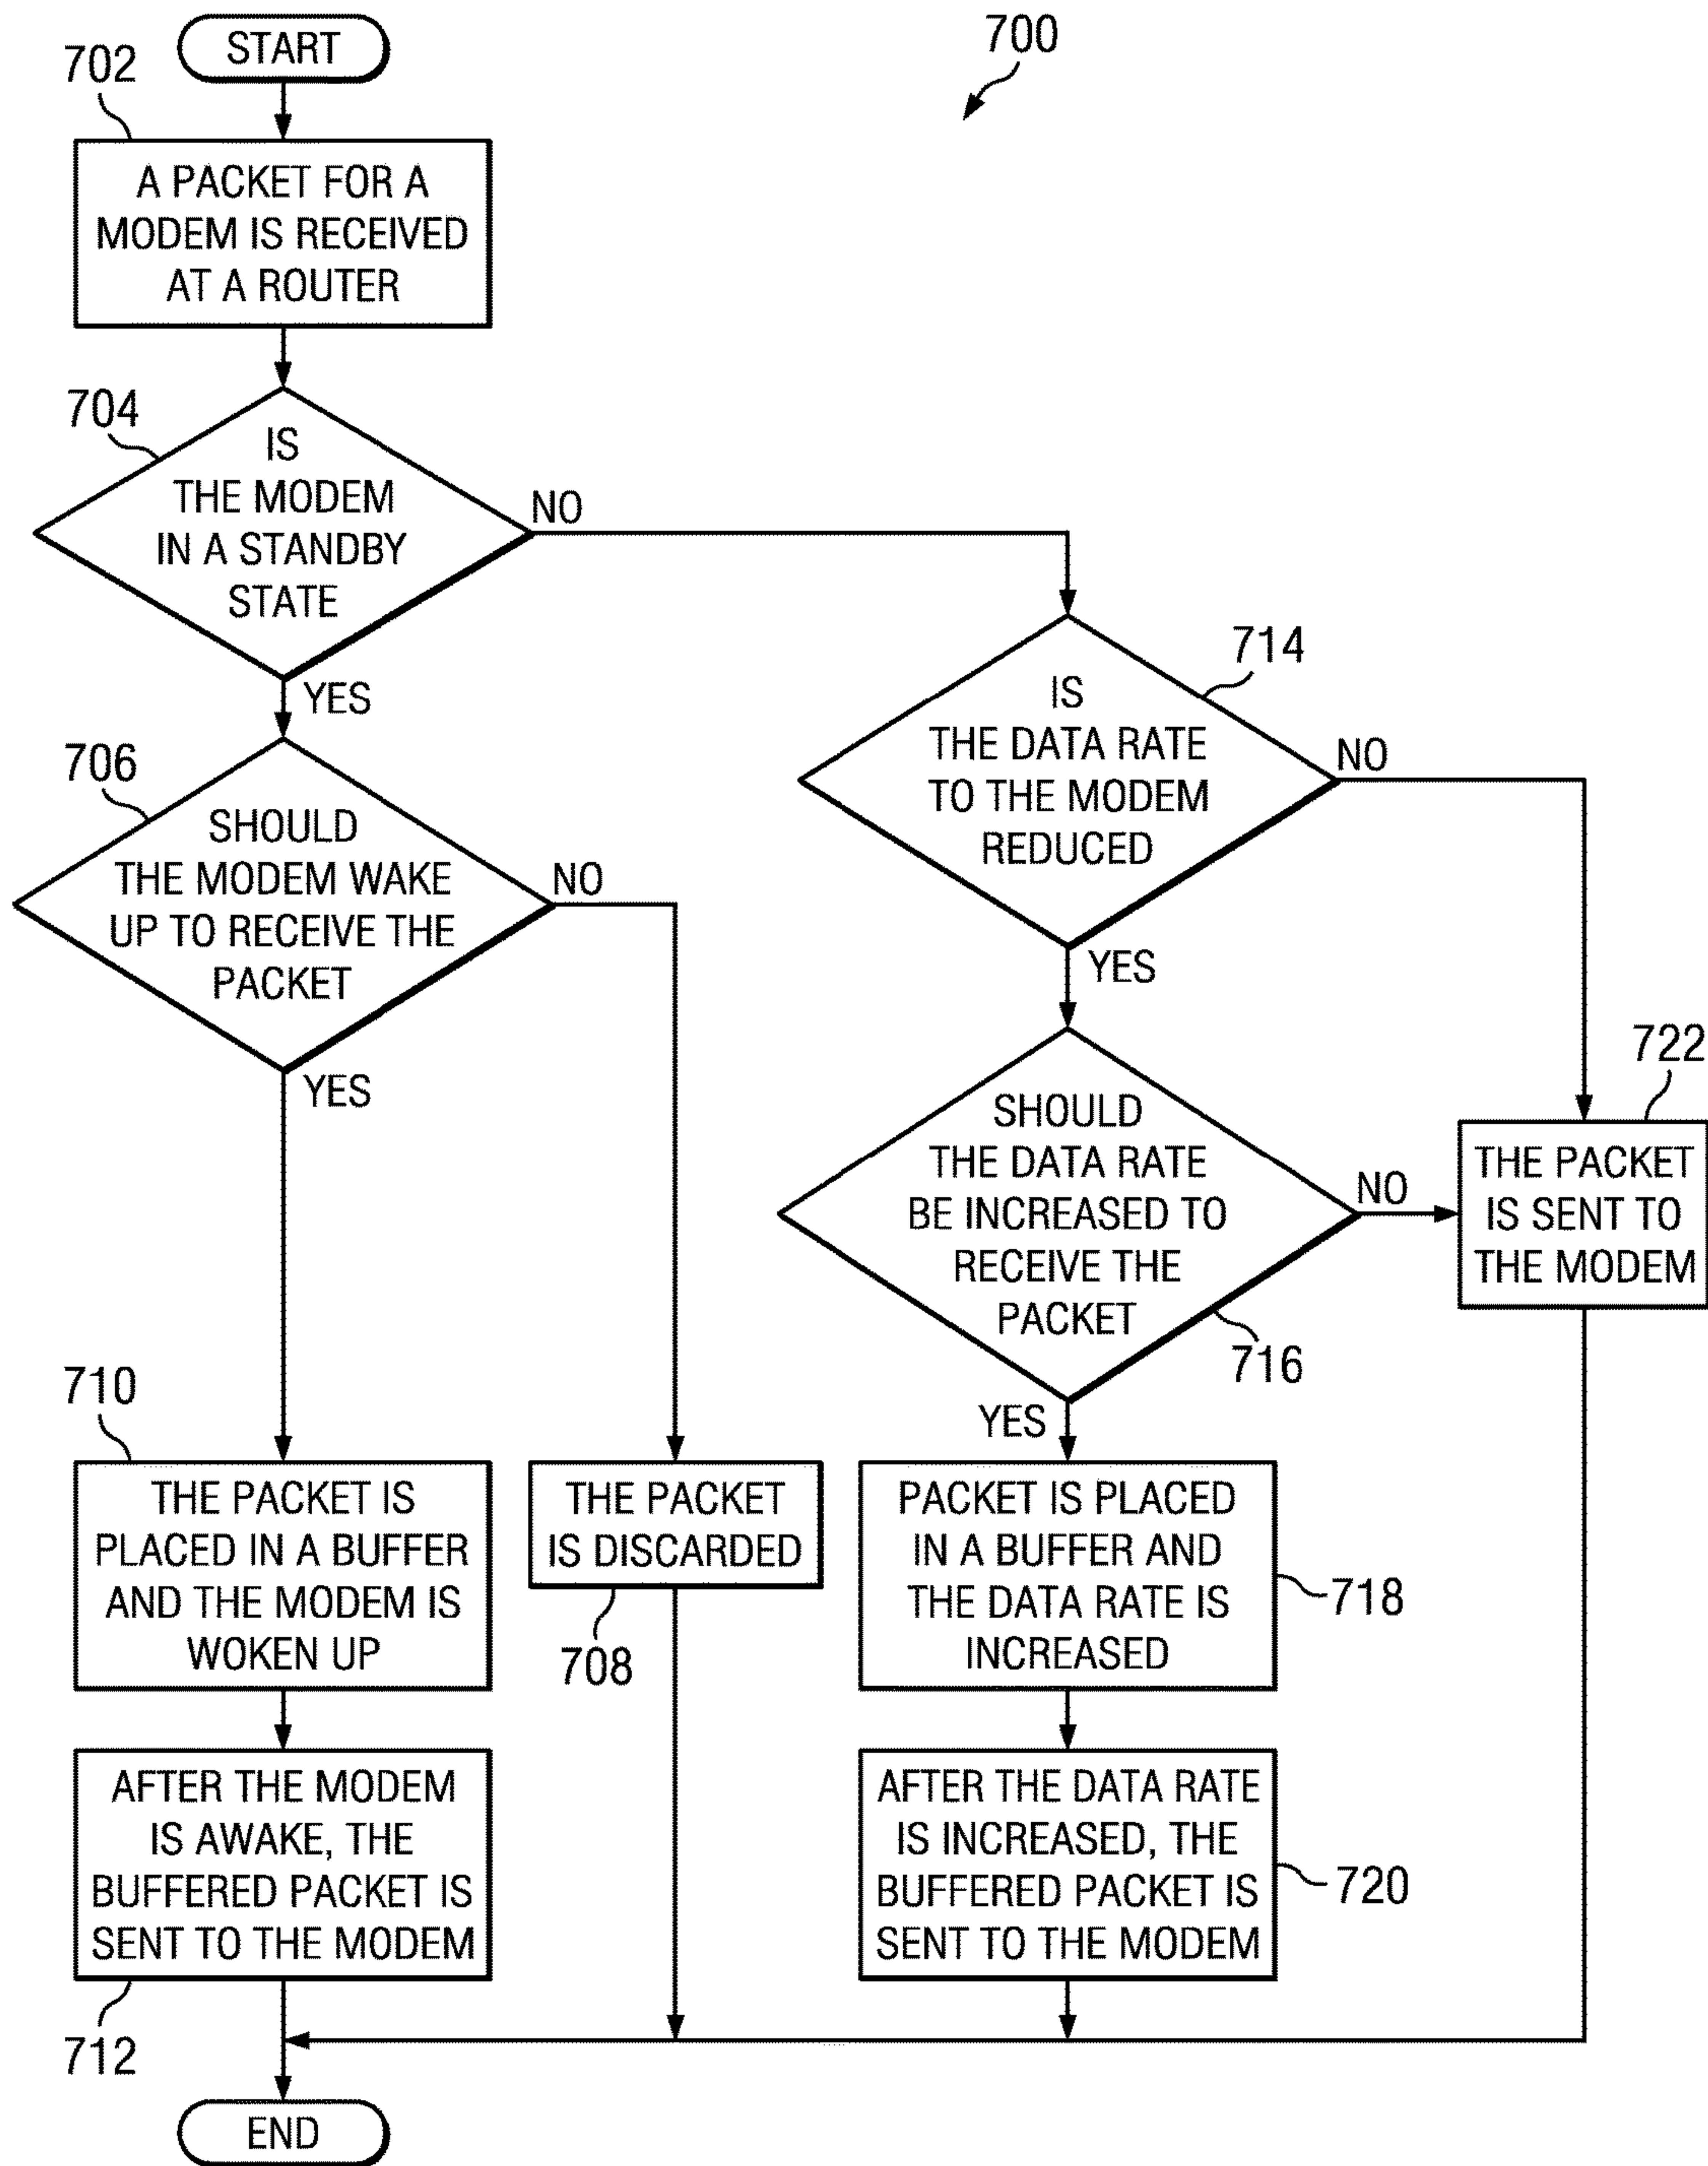 START
700
702
A PACKET FOR A
MODEM IS RECEIVED
AT A ROUTER
704
IS
THE MODEM
IN A STANDBY
STATE
NO
YES
714
IS
THE DATA RATE
TO THE MODEM
REDUCED
NO
YES
706
SHOULD
THE MODEM WAKE
UP TO RECEIVE THE
PACKET
NO
YES
722
THE PACKET
IS SENT TO
THE MODEM
SHOULD
THE DATA RATE
BE INCREASED TO
RECEIVE THE
PACKET
NO
716
YES
710
THE PACKET IS
PLACED IN A BUFFER
AND THE MODEM IS
WOKEN UP
THE PACKET
IS DISCARDED
708
PACKET IS PLACED
IN A BUFFER AND
THE DATA RATE IS
INCREASED
718
AFTER THE MODEM
IS AWAKE, THE
BUFFERED PACKET IS
SENT TO THE MODEM
712
AFTER THE DATA RATE
IS INCREASED, THE
BUFFERED PACKET IS
SENT TO THE MODEM
720
END